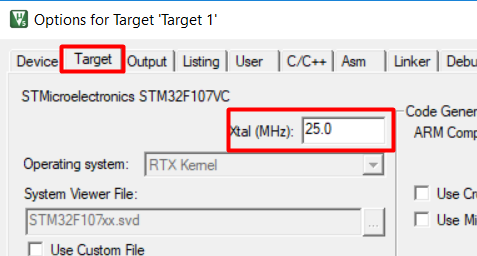 Options for Target 'Target 1'
Device Target Output Listing User C/C++ Asm Linker Debu
STMicroelectronics STM32F107VC
Xtal (MHz): 25.0
Code Gener
ARM Comp
Operating system: RTX Kernel
System Viewer File:
Use Cr
STM32F107xx.svd ...
Use Mi
Use Custom File